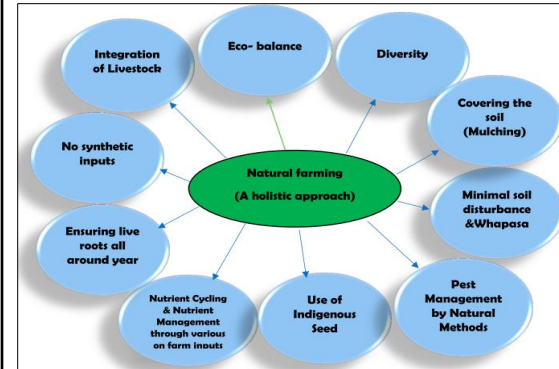 Natural farming
(A holistic approach)
Eco- balance
Diversity
Covering the
soil
(Mulching)
Minimal soil
disturbance
&Whapasa
Pest
Management
by Natural
Methods
Use of
Indigenous
Seed
Nutrient Cycling
& Nutrient
Management
through various
on farm inputs
Ensuring live
roots all
around year
No synthetic
inputs
Integration
of Livestock